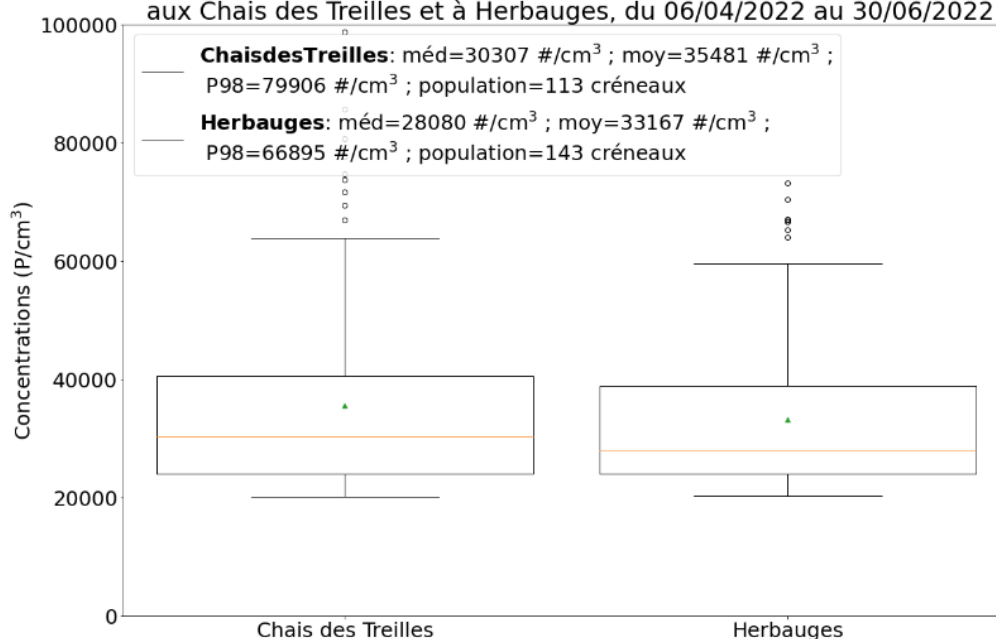 aux Chais des Treilles et à Herbauges, du 06/04/2022 au 30/06/2022
100000
ChaisdesTreilles: méd=30307 #/cm³ ; moy=35481 #/cm³ ;
P98=79906 #/cm³ ; population=113 créneaux
Herbauges: méd=28080 #/cm³ ; moy=33167 #/cm³ ;
P98=66895 #/cm³ ; population=143 créneaux
80000
60000
40000
20000
0
Concentrations (P/cm³)
Chais des Treilles
Herbauges